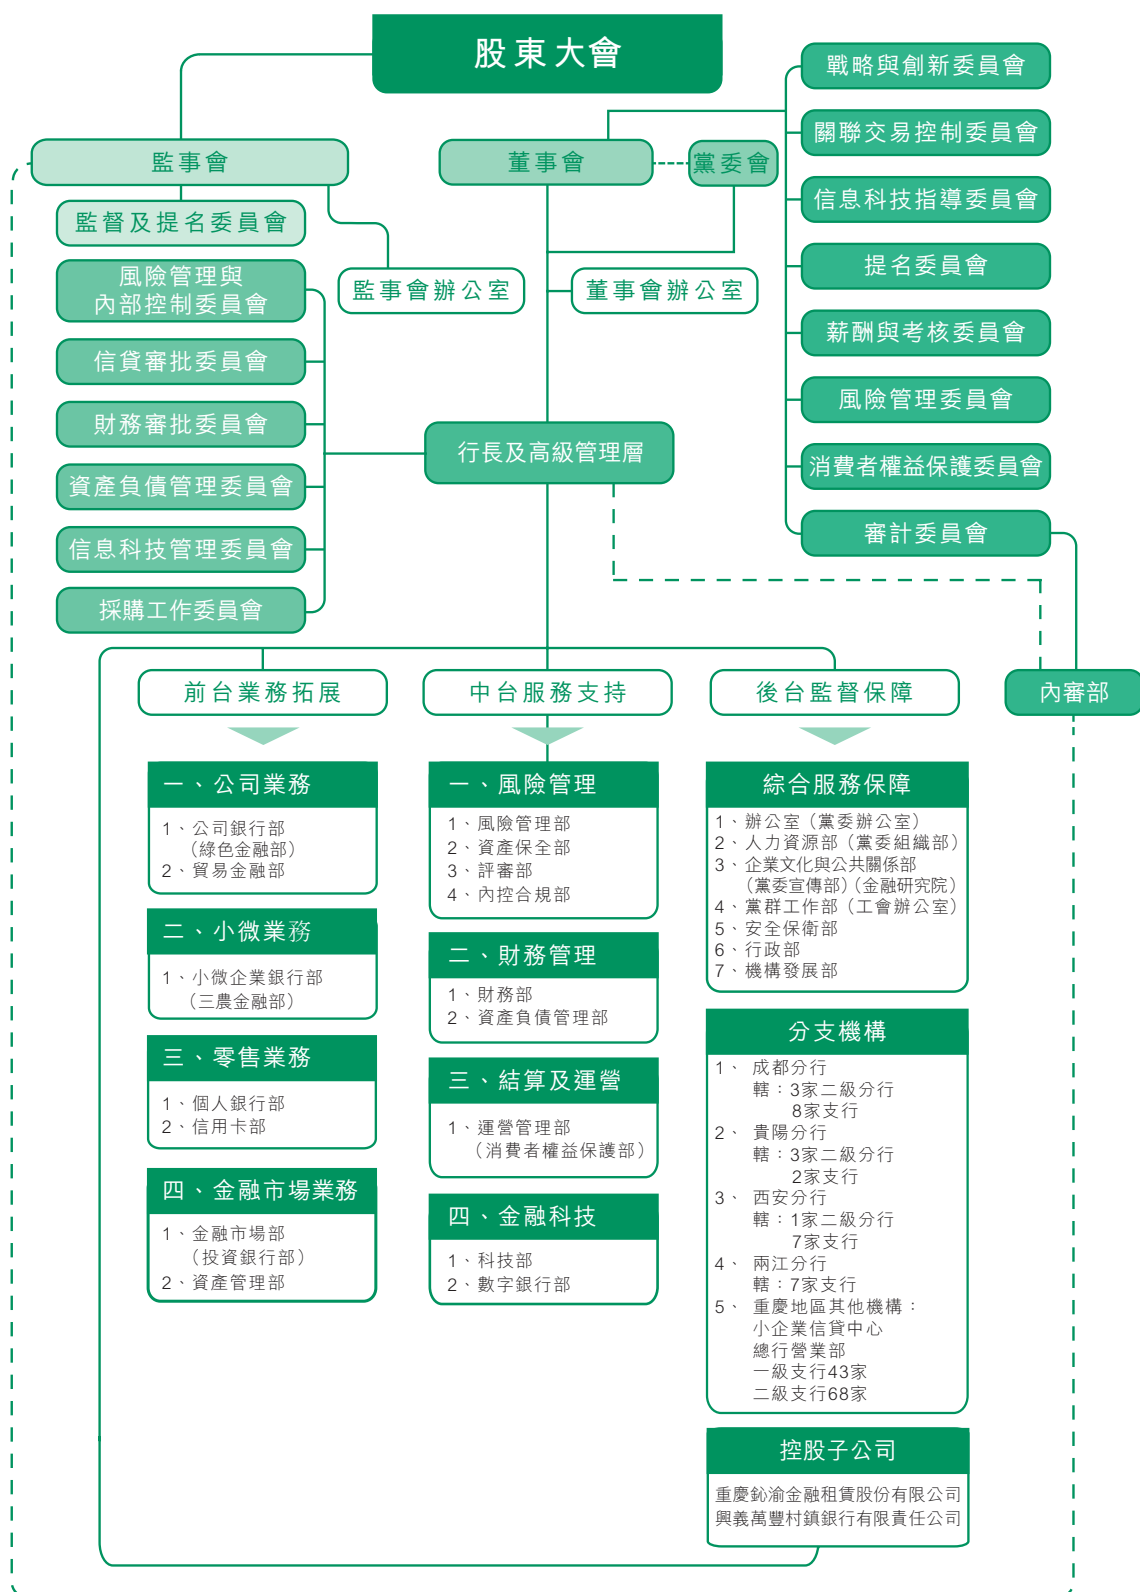 股東大會
監事會
董事會
黨委會
監督及提名委員會
監事會辦公室
董事會辦公室
戰略與創新委員會
關聯交易控制委員會
信息科技指導委員會
提名委員會
薪酬與考核委員會
風險管理委員會
消費者權益保護委員會
審計委員會
風險管理與
內部控制委員會
信貸審批委員會
財務審批委員會
資產負債管理委員會
信息科技管理委員會
採購工作委員會
行長及高級管理層
內審部
前台業務拓展
一、公司業務
1、公司銀行部
(綠色金融部)
2、貿易金融部
二、小微業務
1、小微企業銀行部
(三農金融部)
三、零售業務
1、個人銀行部
2、信用卡部
四、金融市場業務
1、金融市場部
(投資銀行部)
2、資產管理部
中台服務支持
一、風險管理
1、風險管理部
2、資產保全部
3、評審部
4、內控合規部
二、財務管理
1、財務部
2、資產負債管理部
三、結算及運營
1、運營管理部
(消費者權益保護部)
四、金融科技
1、科技部
2、數字銀行部
後台監督保障
綜合服務保障
1、辦公室(黨委辦公室)
2、人力資源部(黨委組織部)
3、企業文化與公共關係部
(黨委宣傳部)(金融研究院)
4、黨群工作部(工會辦公室)
5、安全保衛部
6、行政部
7、機構發展部
分支機構
1、 成都分行
轄：3家二級分行
8家支行
2、 貴陽分行
轄：3家二級分行
2家支行
3、 西安分行
轄：1家二級分行
7家支行
4、 兩江分行
轄：7家支行
5、 重慶地區其他機構：
小企業信貸中心
總行營業部
一級支行43家
二級支行68家
控股子公司
重慶鈊渝金融租賃股份有限公司
興義萬豐村鎮銀行有限責任公司